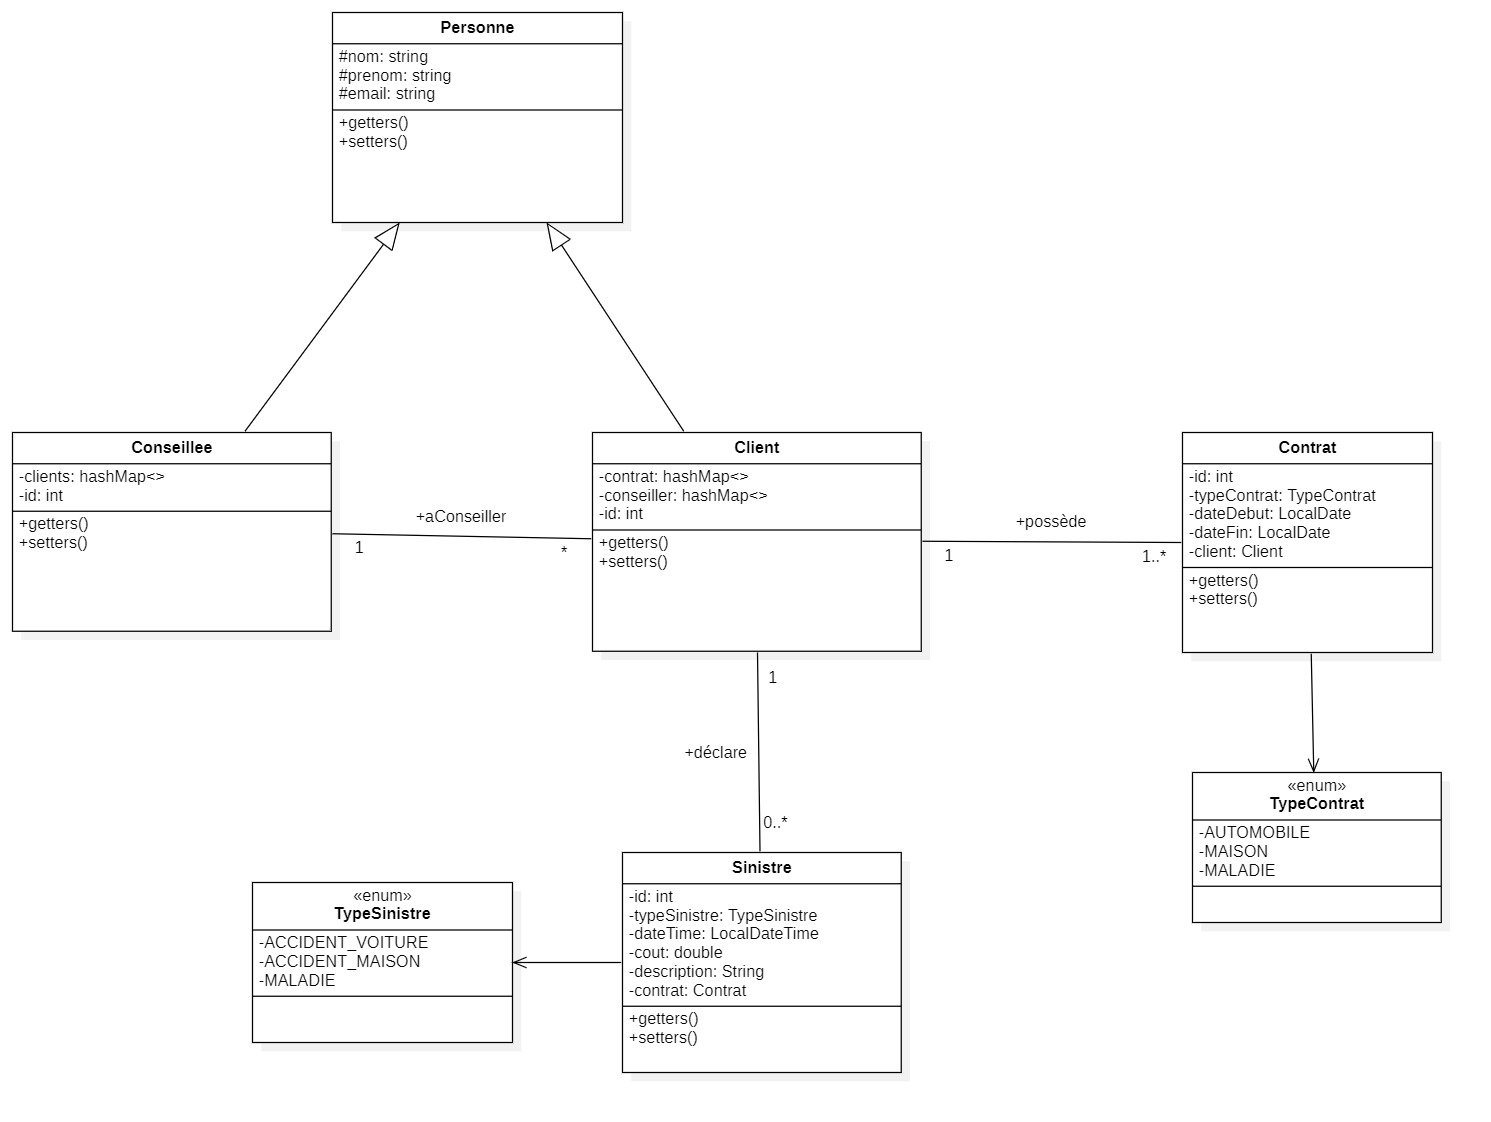 Personne
#nom: string
#prenom: string
#email: string
+getters()
+setters()
Conseillee
-clients: hashMap<>
-id: int
+getters()
+setters()
+aConseiller
1
*
Client
-contrat: hashMap<>
-conseiller: hashMap<>
-id: int
+getters()
+setters()
+possède
1
1..*
Contrat
-id: int
-typeContrat: TypeContrat
-dateDebut: LocalDate
-dateFin: LocalDate
-client: Client
+getters()
+setters()
1
+déclare
0..*
«enum»
TypeContrat
-AUTOMOBILE
-MAISON
-MALADIE
«enum»
TypeSinistre
-ACCIDENT_VOITURE
-ACCIDENT_MAISON
-MALADIE
Sinistre
-id: int
-typeSinistre: TypeSinistre
-dateTime: LocalDateTime
-cout: double
-description: String
-contrat: Contrat
+getters()
+setters()